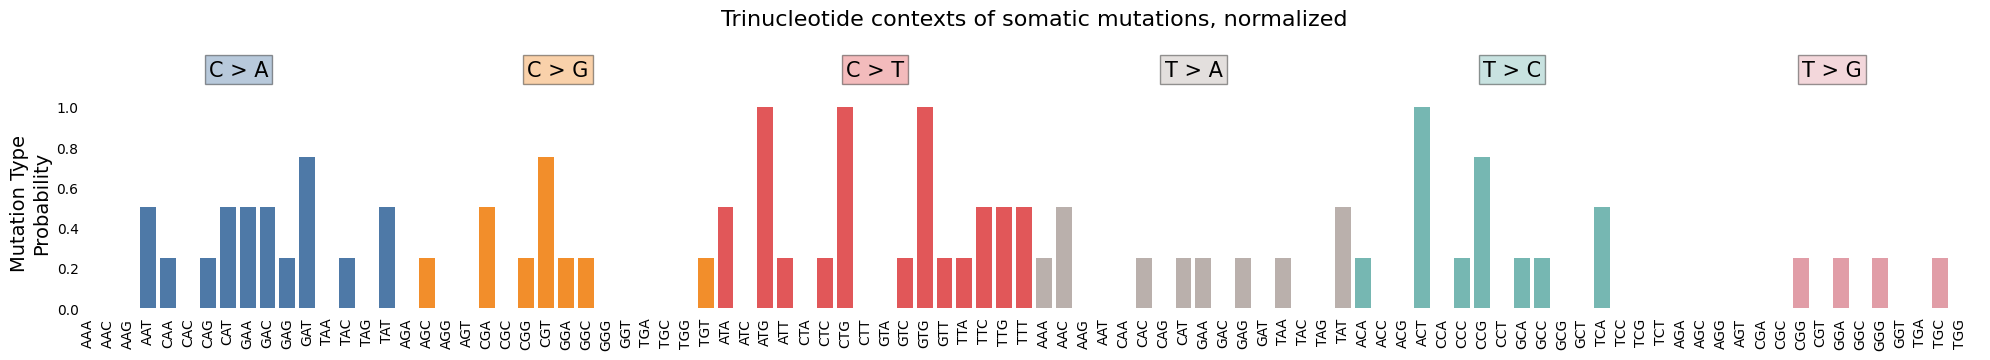 Trinucleotide contexts of somatic mutations, normalized
C > A
C > G
C > T
T > A
T > C
T > G
Mutation Type
Probability
1.0
0.8
0.6
0.4
0.2
0.0
AAA
AAC
AAG
AAT
CAA
CAC
CAG
CAT
GAA
GAC
GAG
GAT
TAA
TAC
TAG
TAT
AGA
AGC
AGG
AGT
CGA
CGC
CGG
CGT
GGA
GGC
GGG
GGT
TGA
TGC
TGG
TGT
ATA
ATC
ATG
ATT
CTA
CTC
CTG
CTT
GTA
GTC
GTG
GTT
TTA
TTC
TTG
TTT
AAA
AAC
AAG
AAT
CAA
CAC
CAG
CAT
GAA
GAC
GAG
GAT
TAA
TAC
TAG
TAT
ACA
ACC
ACG
ACT
CCA
CCC
CCG
CCT
GCA
GCC
GCG
GCT
TCA
TCC
TCG
TCT
AGA
AGC
AGG
AGT
CGA
CGC
CGG
CGT
GGA
GGC
GGG
GGT
TGA
TGC
TGG